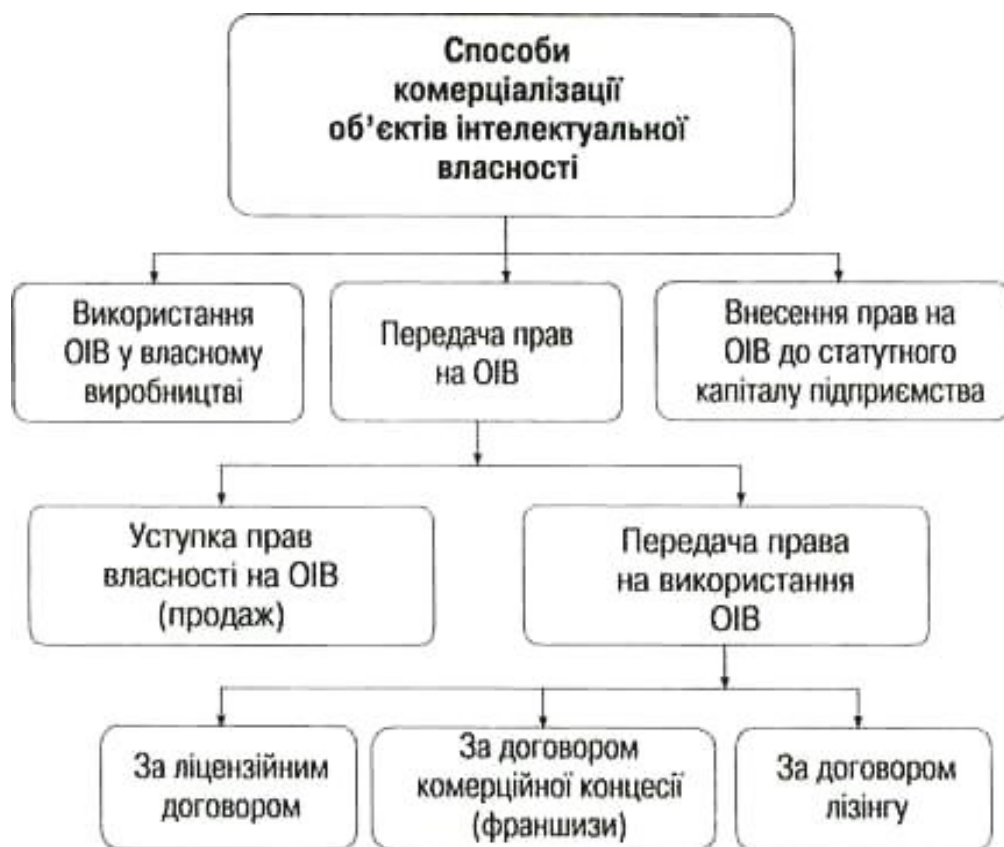 Способи
комерціалізації
об’єктів інтелектуальної
власності
Використання
ОІВ у власному
виробництві
Передача прав
на ОІВ
Внесення прав на
ОІВ до статутного
капіталу підприємства
Уступка прав
власності на ОІВ
(продаж)
Передача права
на використання
ОІВ
За ліцензійним
договором
За договором
комерційної концесії
(франшизи)
За договором
лізингу